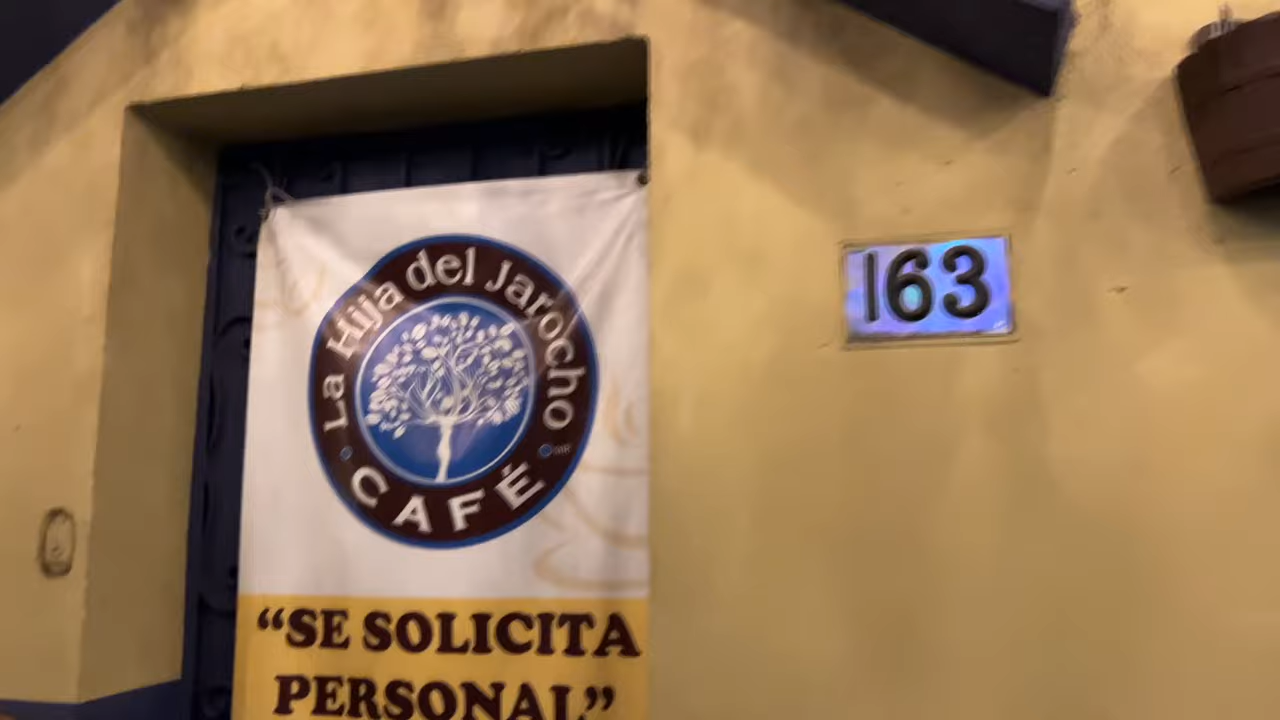 La Hija del Jarocho
CAFÉ
163
“SE SOLICITA
PERSONAL”